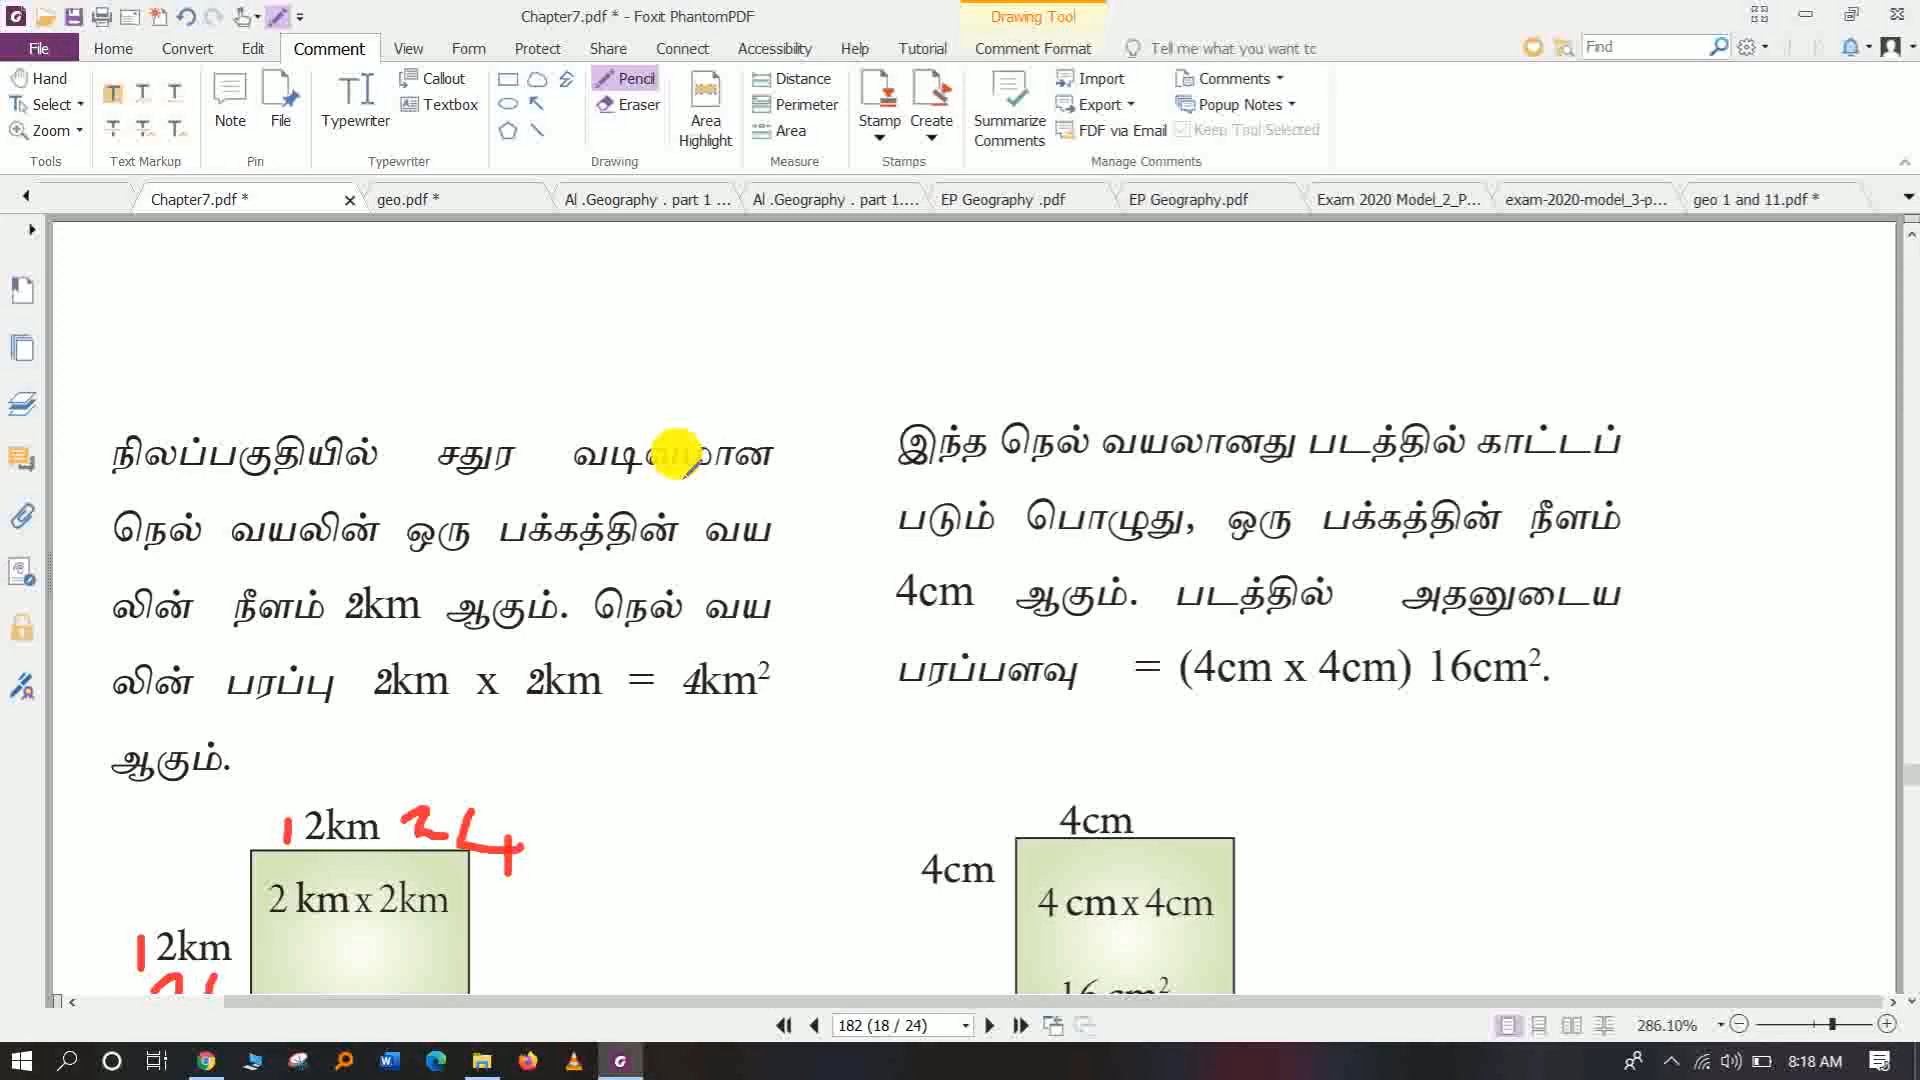 Chapter7.pdf * - Foxit PhantomPDF
Drawing Tool
File
Home
Convert
Edit
Comment
View
Form
Protect
Share
Connect
Accessibility
Help
Tutorial
Comment Format
Tell me what you want to
Find
Hand
Select
Zoom
Tools
Text Markup
Note
File
Pin
Typewriter
Callout
Textbox
Typewriter
Pencil
Eraser
Drawing
Area Highlight
Distance
Perimeter
Area
Measure
Stamp
Create
Stamps
Summarize Comments
Import
Export
FDF via Email
Comments
Popup Notes
Keep Tool Selected
Manage Comments
Chapter7.pdf *
geo.pdf *
Al .Geography . part 1 ...
Al .Geography . part 1....
EP Geography .pdf
EP Geography.pdf
Exam 2020 Model_2_P...
exam-2020-model_3-p...
geo 1 and 11.pdf *
நிலப்பகுதியில் சதுர வடிவமான
நெல் வயலின் ஒரு பக்கத்தின் வய
லின் நீளம் 2km ஆகும். நெல் வய
லின் பரப்பு 2km x 2km = 4km²
ஆகும்.
1 2km 24
2 km x 2km
1 2km
இந்த நெல் வயலானது படத்தில் காட்டப்
படும் பொழுது, ஒரு பக்கத்தின் நீளம்
4cm ஆகும். படத்தில் அதனுடைய
பரப்பளவு = (4cm x 4cm) 16cm².
4cm
4cm
4 cm x 4cm
16 cm²
182 (18 / 24)
286.10%
8:18 AM